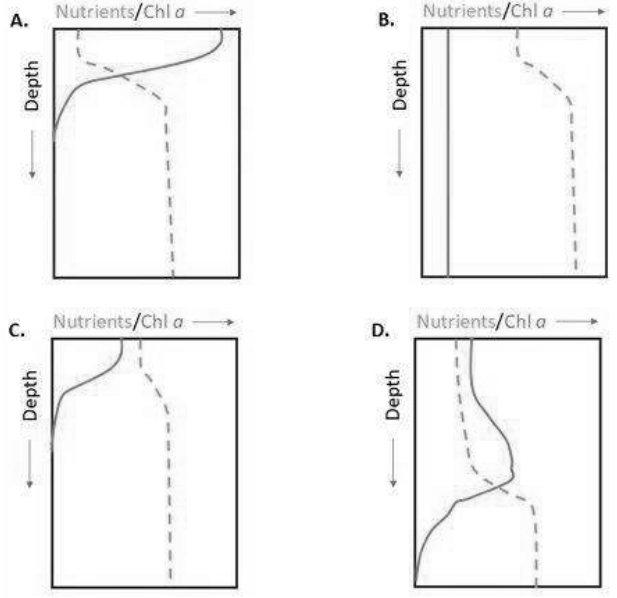 A.
Nutrients/Chl a
Depth
B.
Nutrients/Chl a
Depth
C.
Nutrients/Chl a
Depth
D.
Nutrients/Chl a
Depth